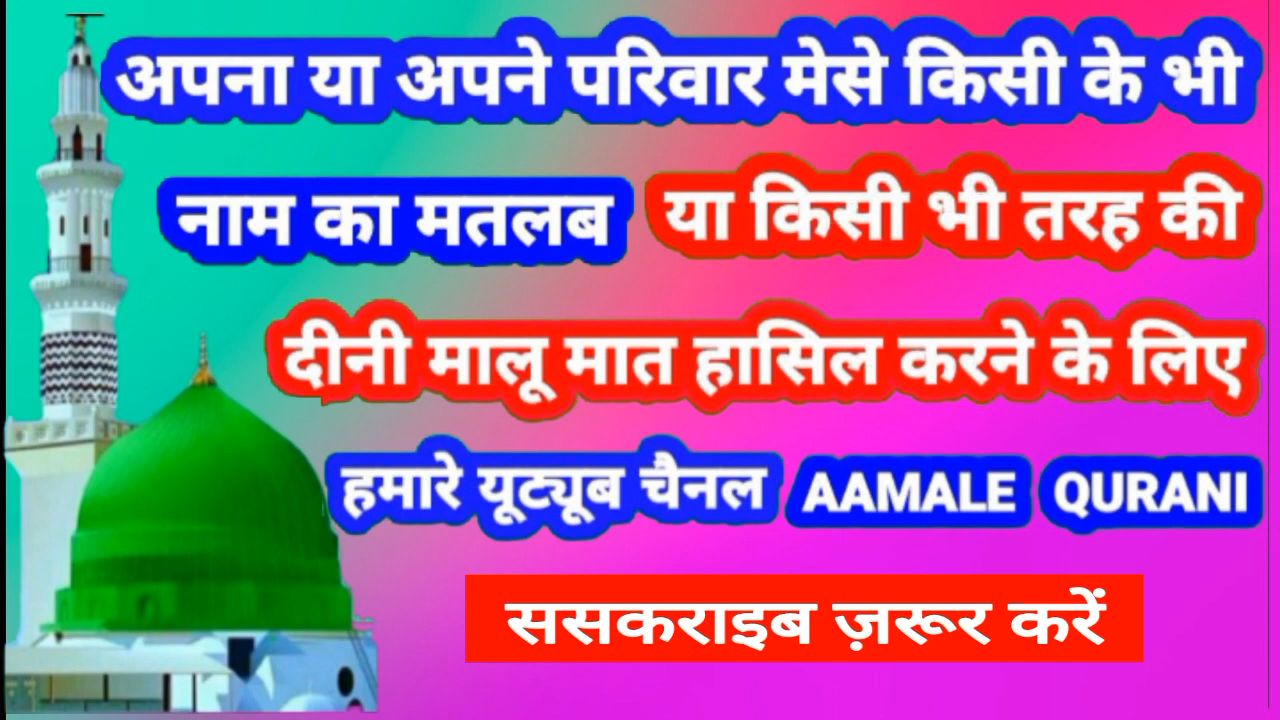 अपना या अपने परिवार मेसे किसी के भी
नाम का मतलब या किसी भी तरह की
दीनी मालू मात हासिल करने के लिए
हमारे यूट्यूब चैनल AAMALE QURANI
ससकराइब ज़रूर करें